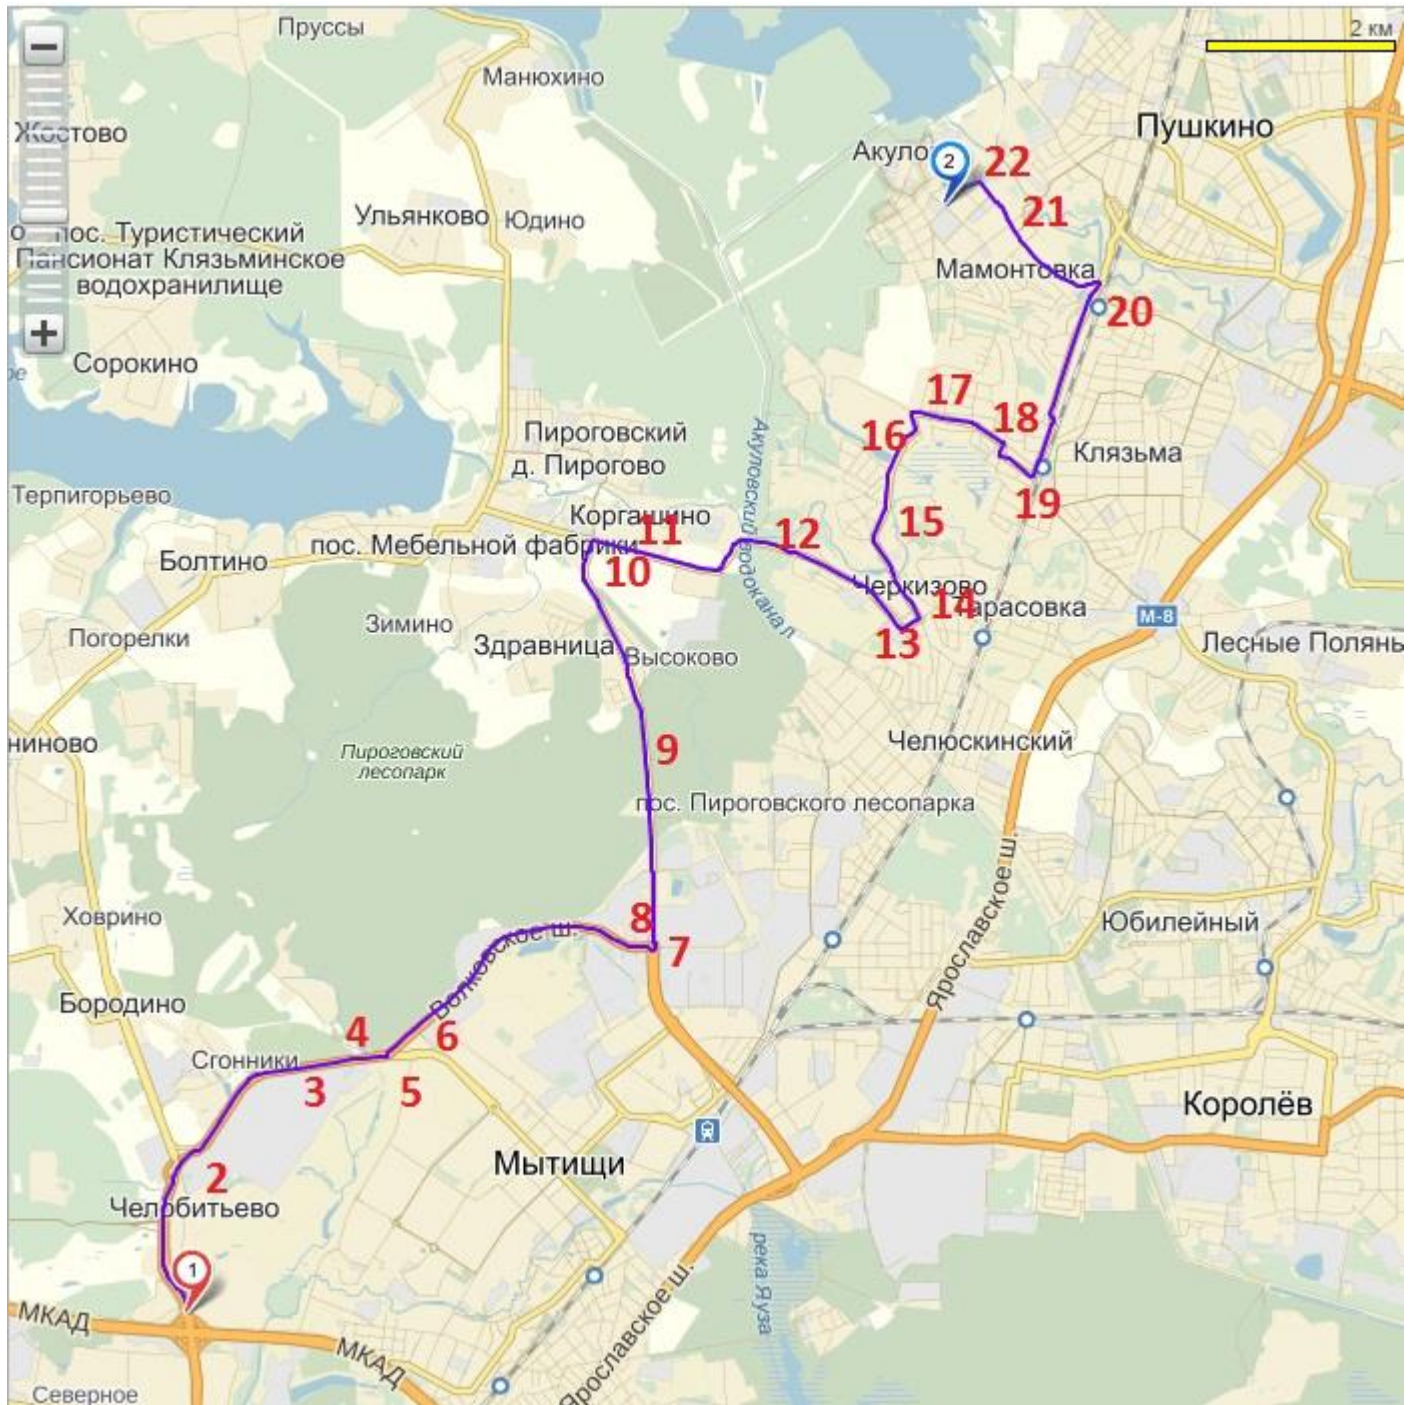 Пруссы
2 км
Манюхино
Жостово
Пушкино
22
2
Ульянково
Юдино
21
пос. Туристический
Пансионат Клязьминское
водохранилище
Мамонтовка
20
Сорокино
17
18
16
Пироговский
д. Пирогово
Акуловский водоканал
Клязьма
19
Терпигорьево
Коргашино
11
12
15
пос. Мебельной фабрики
Болтино
10
Черкизово
14
Тарасовка
М-8
Зимино
13
Погорелки
Здравница
Высоково
Лесные Поляны
9
Челюскинский
Пироговский
лесопарк
пос. Пироговского лесопарка
Ярославское ш.
Ховрино
8
7
Волковское ш.
Юбилейный
Бородино
4
6
Сгонники
3
5
Королёв
Мытищи
2
Челобитьево
1
река Яуза
МКАД
МКАД
Ярославское ш.
Северное